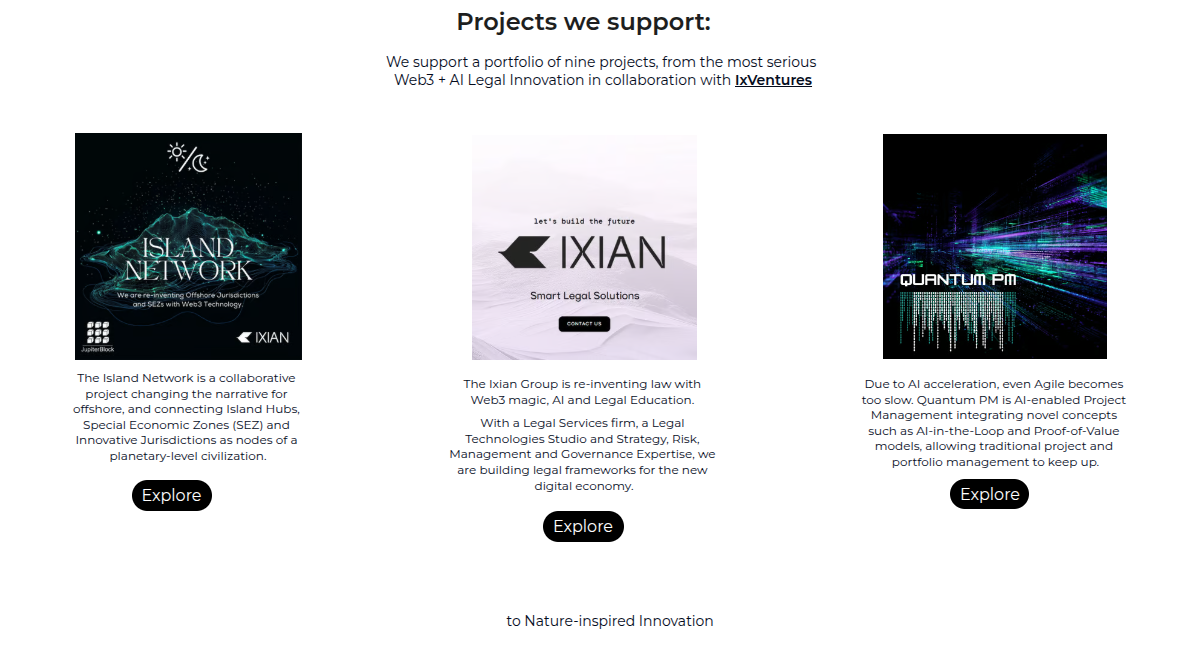 Projects we support:
We support a portfolio of nine projects, from the most serious
Web3 + AI Legal Innovation in collaboration with IxVentures
ISLAND
NETWORK
We are re-inventing Offshore Jurisdictions
and SEZs with Web3 Technology.
JupiterBlock
IXIAN
The Island Network is a collaborative
project changing the narrative for
offshore, and connecting Island Hubs,
Special Economic Zones (SEZ) and
Innovative Jurisdictions as nodes of a
planetary-level civilization.
Explore
let's build the future
IXIAN
Smart Legal Solutions
CONTACT US
The Ixian Group is re-inventing law with
Web3 magic, AI and Legal Education.
With a Legal Services firm, a Legal
Technologies Studio and Strategy, Risk,
Management and Governance Expertise, we
are building legal frameworks for the new
digital economy.
Explore
QUANTUM PM
Due to AI acceleration, even Agile becomes
too slow. Quantum PM is AI-enabled Project
Management integrating novel concepts
such as AI-in-the-Loop and Proof-of-Value
models, allowing traditional project and
portfolio management to keep up.
Explore
to Nature-inspired Innovation